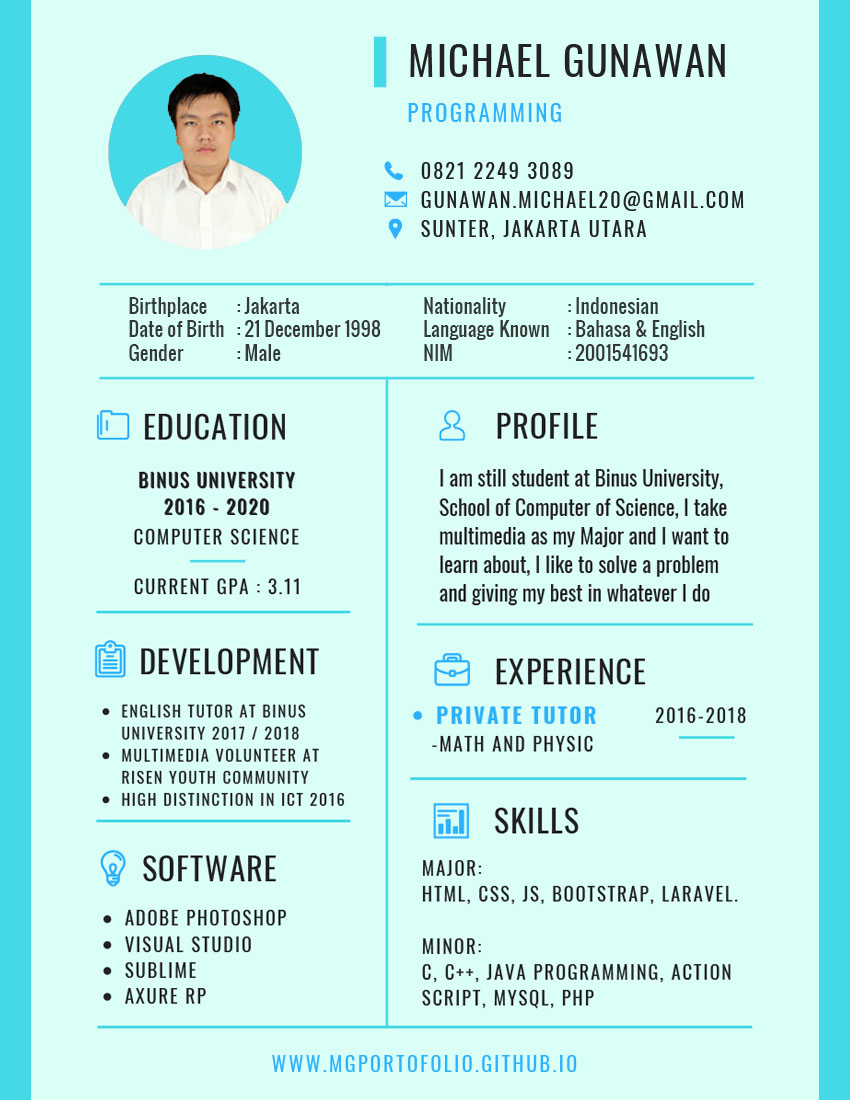 MICHAEL GUNAWAN
PROGRAMMING
0821 2249 3089
GUNAWAN.MICHAEL20@GMAIL.COM
SUNTER, JAKARTA UTARA
Birthplace : Jakarta
Date of Birth : 21 December 1998
Gender : Male
Nationality : Indonesian
Language Known : Bahasa & English
NIM : 2001541693
EDUCATION
BINUS UNIVERSITY
2016 - 2020
COMPUTER SCIENCE
CURRENT GPA : 3.11
DEVELOPMENT
• ENGLISH TUTOR AT BINUS
UNIVERSITY 2017 / 2018
• MULTIMEDIA VOLUNTEER AT
RISEN YOUTH COMMUNITY
• HIGH DISTINCTION IN ICT 2016
SOFTWARE
• ADOBE PHOTOSHOP
• VISUAL STUDIO
• SUBLIME
• AXURE RP
PROFILE
I am still student at Binus University,
School of Computer of Science, I take
multimedia as my Major and I want to
learn about, I like to solve a problem
and giving my best in whatever I do
EXPERIENCE
• PRIVATE TUTOR 2016-2018
-MATH AND PHYSIC
SKILLS
MAJOR:
HTML, CSS, JS, BOOTSTRAP, LARAVEL.
MINOR:
C, C++, JAVA PROGRAMMING, ACTION
SCRIPT, MYSQL, PHP
WWW.MGPORTOFOLIO.GITHUB.IO